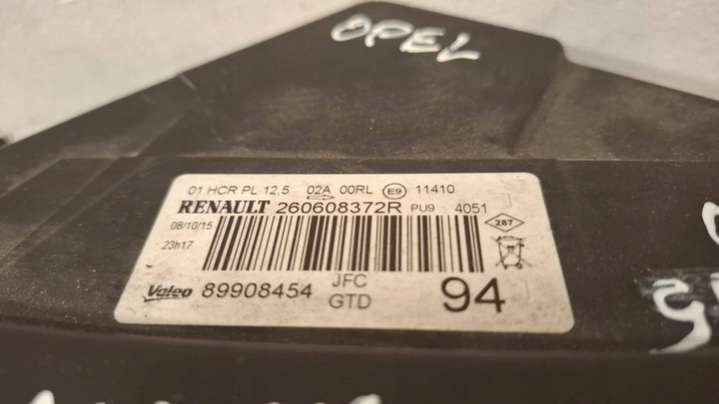 OPEL
01 HCR PL 12,5 02A 00RL E9 11410
RENAULT 260608372R PU9 4051
08/10/15
287
23h17
Valeo 89908454 JFC
GTD 94